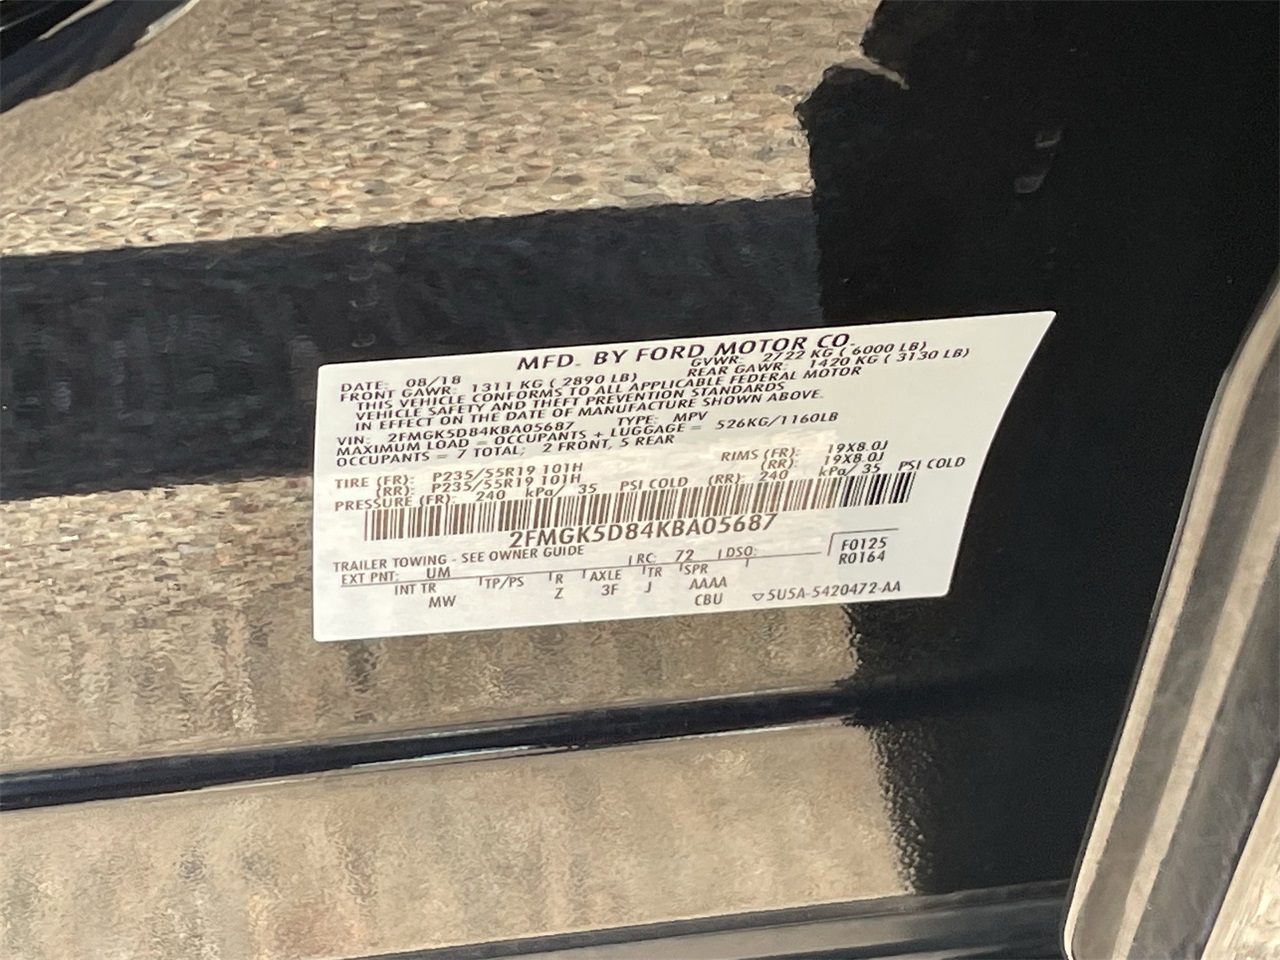 MFD. BY FORD MOTOR CO.
DATE: 08/18 GVWR: 2722 KG ( 6000 LB)
FRONT GAWR: 1311 KG ( 2890 LB) REAR GAWR: 1420 KG ( 3130 LB)
THIS VEHICLE CONFORMS TO ALL APPLICABLE FEDERAL MOTOR
VEHICLE SAFETY AND THEFT PREVENTION STANDARDS
IN EFFECT ON THE DATE OF MANUFACTURE SHOWN ABOVE.
VIN: 2FMGK5D84KBA05687 TYPE: MPV
MAXIMUM LOAD = OCCUPANTS + LUGGAGE = 526KG/1160LB
OCCUPANTS = 7 TOTAL; 2 FRONT, 5 REAR
TIRE (FR): P235/55R19 101H RIMS (FR): 19X8.0J
(RR): P235/55R19 101H (RR): 19X8.0J
PRESSURE (FR): 240 kPa/ 35 PSI COLD (RR): 240 kPa/ 35 PSI COLD
2FMGK5D84KBA05687
TRAILER TOWING - SEE OWNER GUIDE
EXT PNT: UM RC: 72 DSO: F0125
R0164
INT TR TP/PS R AXLE TR SPR
MW Z 3F J AAAA
CBU ▽5U5A-5420472-AA